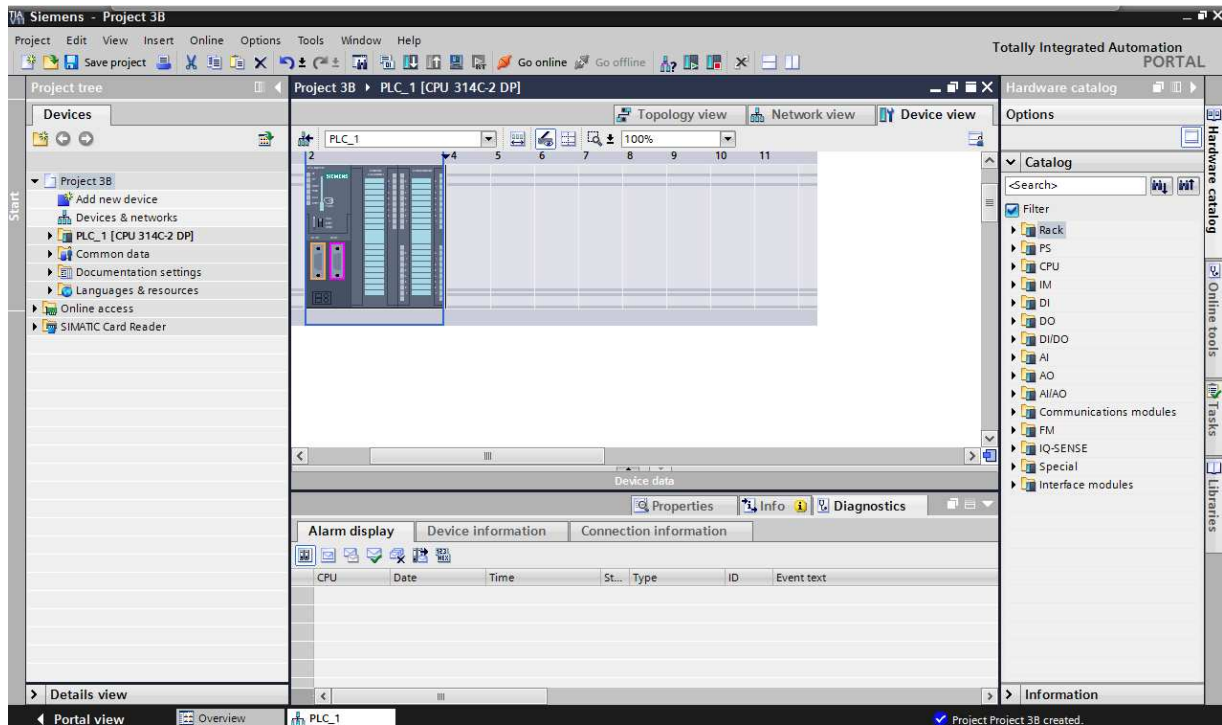 Siemens - Project 3B
Project Edit View Insert Online Options Tools Window Help
Totally Integrated Automation
PORTAL
Save project
Go online
Go offline
Project tree
Project 3B ▸ PLC_1 [CPU 314C-2 DP]
Hardware catalog
Devices
Topology view
Network view
Device view
Options
PLC_1
100%
2 4 5 6 7 8 9 10 11
SIEMENS
Catalog
<Search>
Filter
Rack
PS
CPU
IM
DI
DO
DI/DO
AI
AO
AI/AO
Communications modules
FM
IQ-SENSE
Special
Interface modules
Project 3B
Add new device
Devices & networks
PLC_1 [CPU 314C-2 DP]
Common data
Documentation settings
Languages & resources
Online access
SIMATIC Card Reader
Start
Hardware catalog
Online tools
Tasks
Libraries
Device data
Properties
Info
Diagnostics
Alarm display
Device information
Connection information
CPU Date Time St... Type ID Event text
Details view
Information
Portal view
Overview
PLC_1
Project Project 3B created.